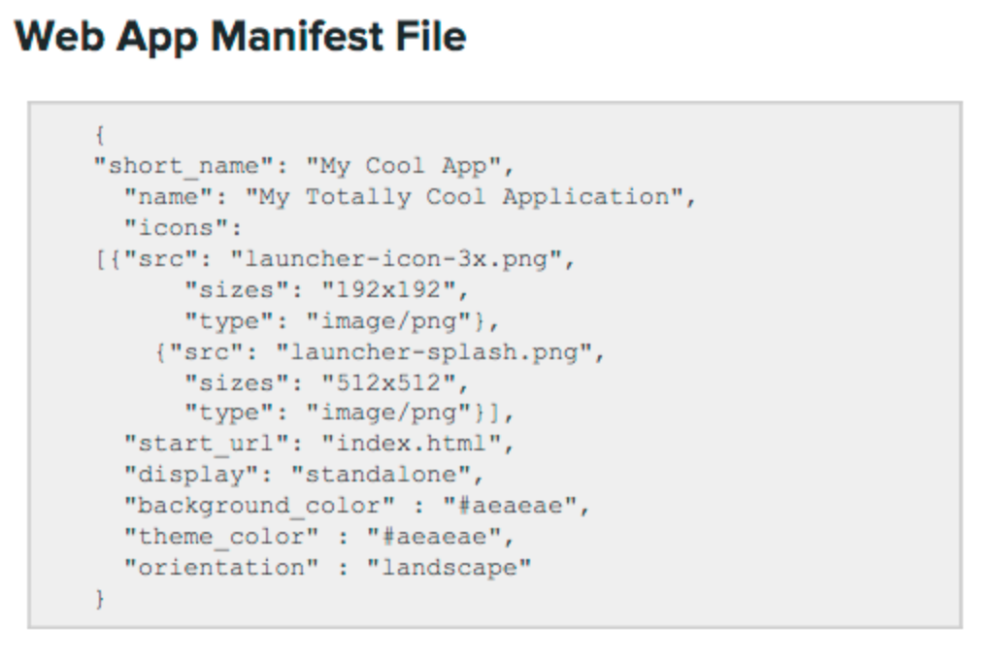 Web App Manifest File
{
"short_name": "My Cool App",
"name": "My Totally Cool Application",
"icons":
[{"src": "launcher-icon-3x.png",
"sizes": "192x192",
"type": "image/png"},
{"src": "launcher-splash.png",
"sizes": "512x512",
"type": "image/png"}],
"start_url": "index.html",
"display": "standalone",
"background_color" : "#aeaeae",
"theme_color" : "#aeaeae",
"orientation" : "landscape"
}